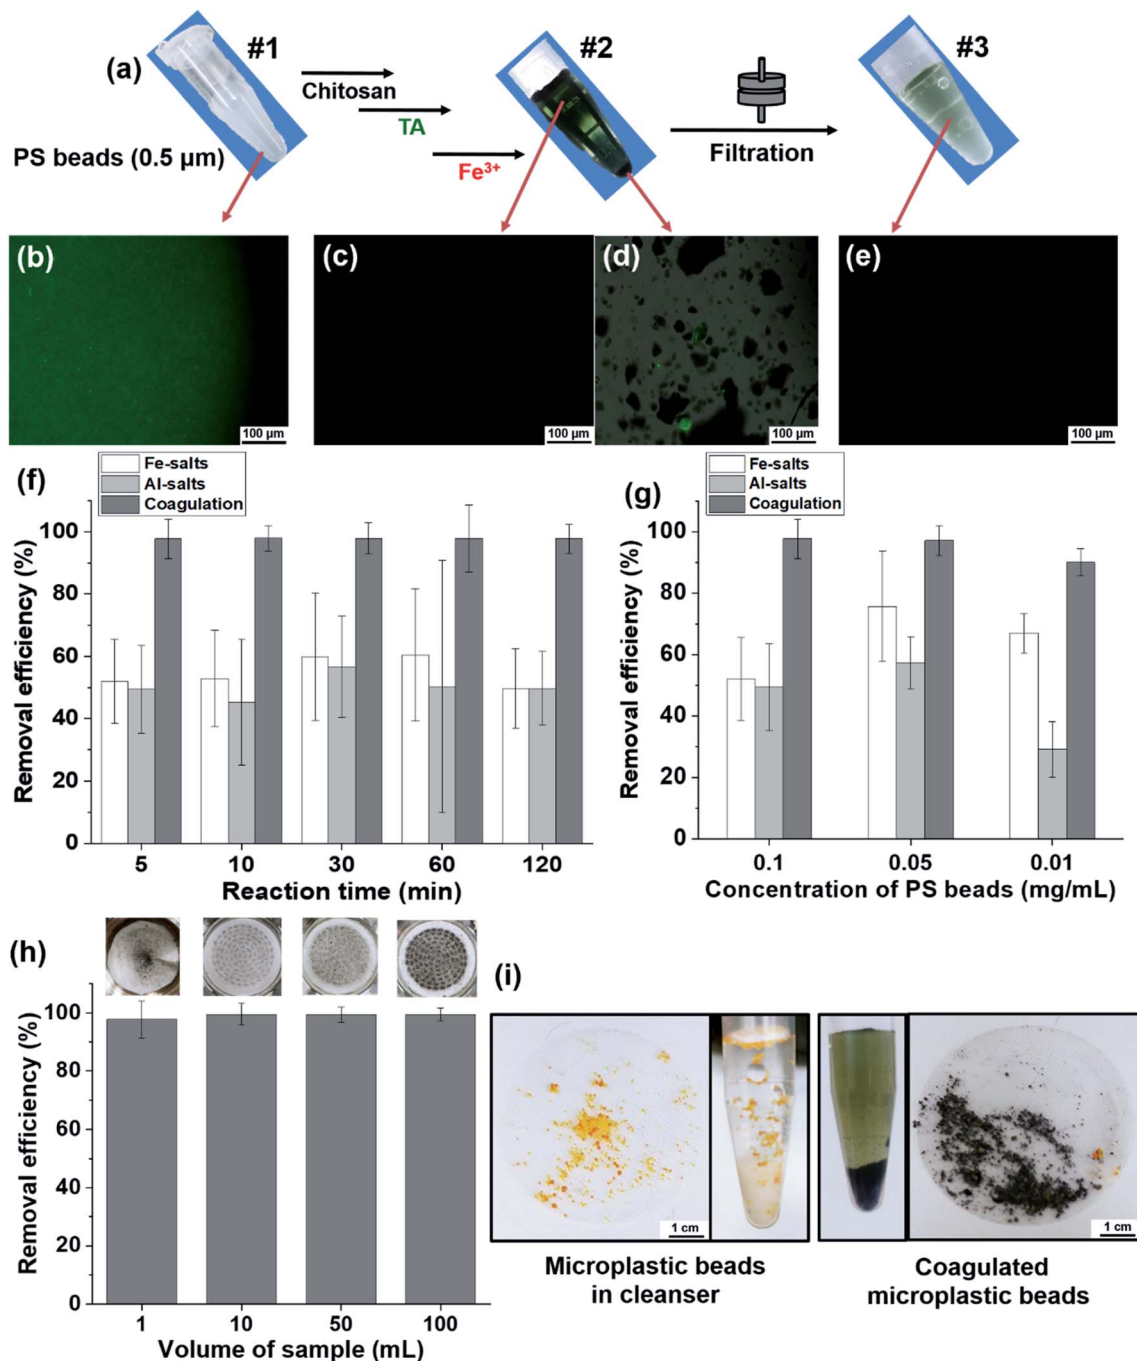 (a)
#1
#2
#3
Chitosan
TA
Fe³⁺
Filtration
PS beads (0.5 µm)
(b)
100 µm
(c)
100 µm
(d)
100 µm
(e)
100 µm
(f)
Fe-salts
Al-salts
Coagulation
Removal efficiency (%)
100
80
60
40
20
0
5 10 30 60 120
Reaction time (min)
(g)
Fe-salts
Al-salts
Coagulation
Removal efficiency (%)
100
80
60
40
20
0
0.1 0.05 0.01
Concentration of PS beads (mg/mL)
(h)
Removal efficiency (%)
100
80
60
40
20
0
1 10 50 100
Volume of sample (mL)
(i)
1 cm
1 cm
Microplastic beads
in cleanser
Coagulated
microplastic beads